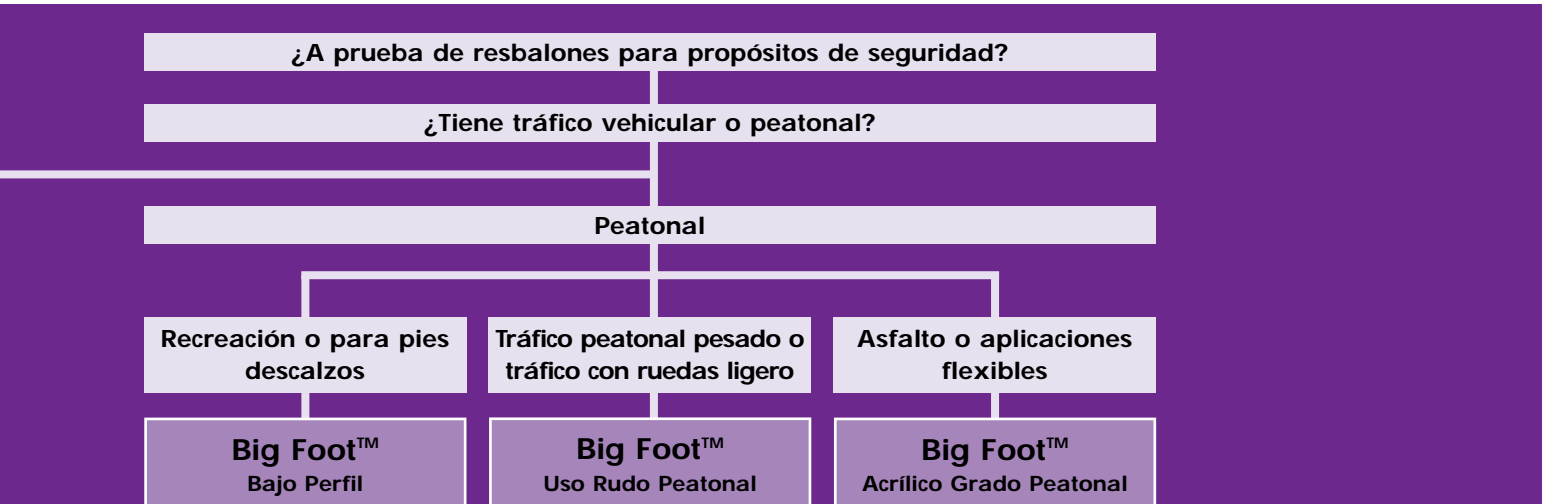 ¿A prueba de resbalones para propósitos de seguridad?
¿Tiene tráfico vehicular o peatonal?
Peatonal
Recreación o para pies
descalzos
Tráfico peatonal pesado o
tráfico con ruedas ligero
Asfalto o aplicaciones
flexibles
Big Foot™
Bajo Perfil
Big Foot™
Uso Rudo Peatonal
Big Foot™
Acrílico Grado Peatonal